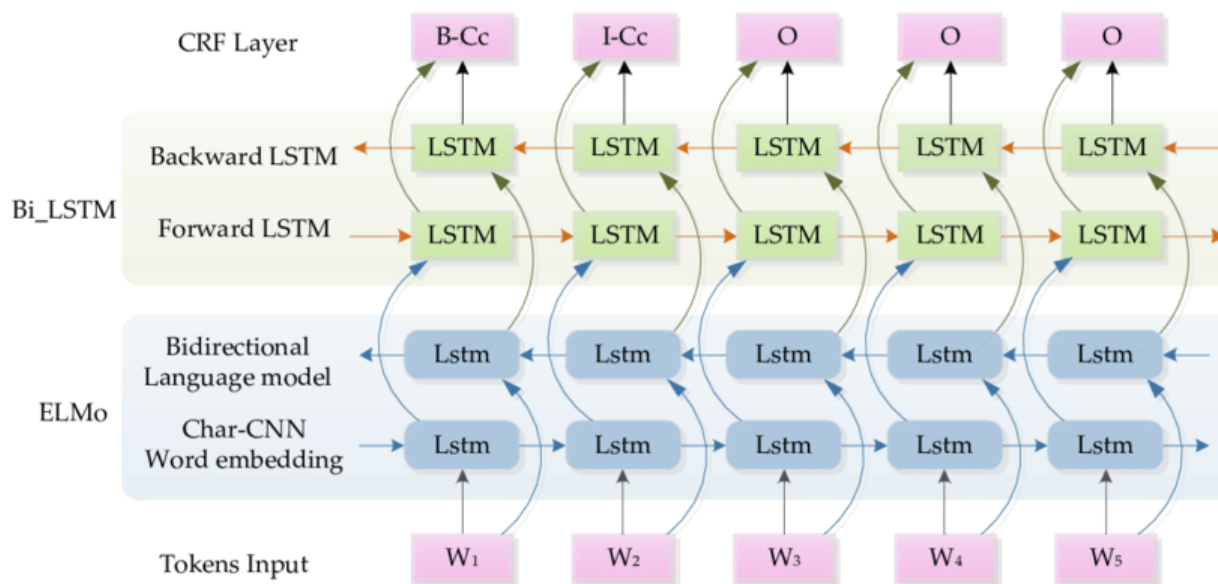 CRF Layer
B-Cc I-Cc O O O
Backward LSTM
LSTM LSTM LSTM LSTM LSTM
Bi_LSTM
Forward LSTM
LSTM LSTM LSTM LSTM LSTM
Bidirectional
Language model
Lstm Lstm Lstm Lstm Lstm
ELMo
Char-CNN
Word embedding
Lstm Lstm Lstm Lstm Lstm
Tokens Input
W₁ W₂ W₃ W₄ W₅